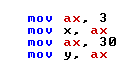 mov ax, 3
mov x, ax
mov ax, 30
mov y, ax